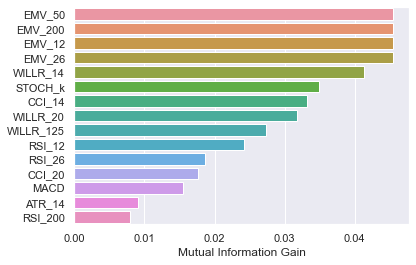 EMV_50
EMV_200
EMV_12
EMV_26
WILLR_14
STOCH_k
CCI_14
WILLR_20
WILLR_125
RSI_12
RSI_26
CCI_20
MACD
ATR_14
RSI_200
0.00 0.01 0.02 0.03 0.04
Mutual Information Gain